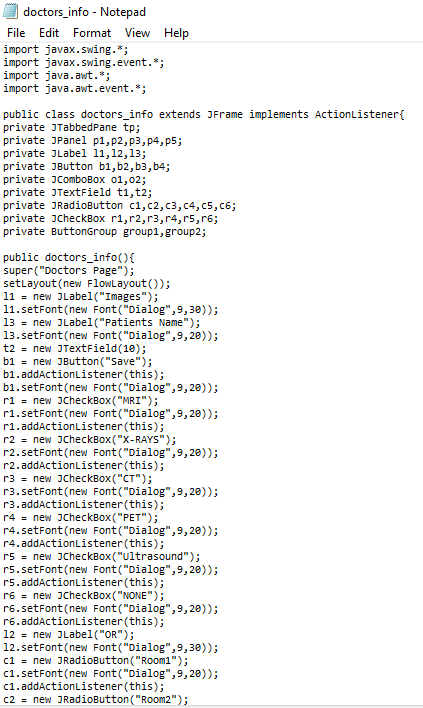 doctors_info - Notepad
File Edit Format View Help
import javax.swing.*;
import javax.swing.event.*;
import java.awt.*;
import java.awt.event.*;
public class doctors_info extends JFrame implements ActionListener{
private JTabbedPane tp;
private JPanel p1,p2,p3,p4,p5;
private JLabel l1,l2,l3;
private JButton b1,b2,b3,b4;
private JComboBox o1,o2;
private JTextField t1,t2;
private JRadioButton c1,c2,c3,c4,c5,c6;
private JCheckBox r1,r2,r3,r4,r5,r6;
private ButtonGroup group1,group2;
public doctors_info(){
super("Doctors Page");
setLayout(new FlowLayout());
l1 = new JLabel("Images");
l1.setFont(new Font("Dialog",9,30));
l3 = new JLabel("Patients Name");
l3.setFont(new Font("Dialog",9,20));
t2 = new JTextField(10);
b1 = new JButton("Save");
b1.addActionListener(this);
b1.setFont(new Font("Dialog",9,20));
r1 = new JCheckBox("MRI");
r1.setFont(new Font("Dialog",9,20));
r1.addActionListener(this);
r2 = new JCheckBox("X-RAYS");
r2.setFont(new Font("Dialog",9,20));
r2.addActionListener(this);
r3 = new JCheckBox("CT");
r3.setFont(new Font("Dialog",9,20));
r3.addActionListener(this);
r4 = new JCheckBox("PET");
r4.setFont(new Font("Dialog",9,20));
r4.addActionListener(this);
r5 = new JCheckBox("Ultrasound");
r5.setFont(new Font("Dialog",9,20));
r5.addActionListener(this);
r6 = new JCheckBox("NONE");
r6.setFont(new Font("Dialog",9,20));
r6.addActionListener(this);
l2 = new JLabel("OR");
l2.setFont(new Font("Dialog",9,30));
c1 = new JRadioButton("Room1");
c1.setFont(new Font("Dialog",9,20));
c1.addActionListener(this);
c2 = new JRadioButton("Room2");